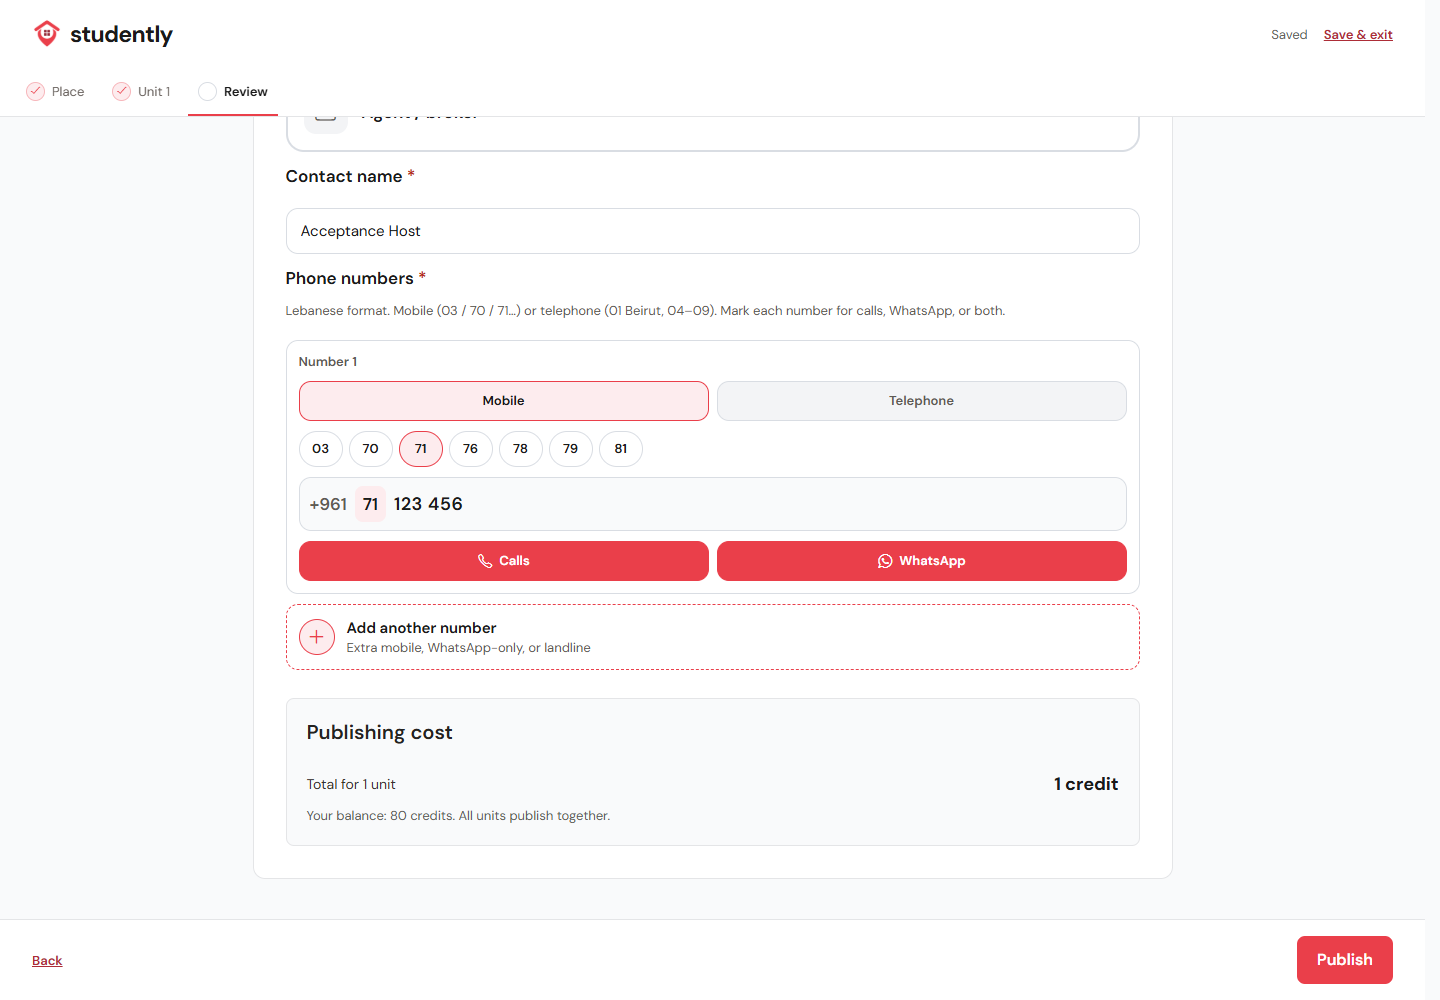 studently
Saved
Save & exit
Place
Unit 1
Review
Contact name *
Acceptance Host
Phone numbers *
Lebanese format. Mobile (03 / 70 / 71…) or telephone (01 Beirut, 04–09). Mark each number for calls, WhatsApp, or both.
Number 1
Mobile
Telephone
03
70
71
76
78
79
81
+961 71 123 456
Calls
WhatsApp
Add another number
Extra mobile, WhatsApp-only, or landline
Publishing cost
Total for 1 unit
1 credit
Your balance: 80 credits. All units publish together.
Back
Publish